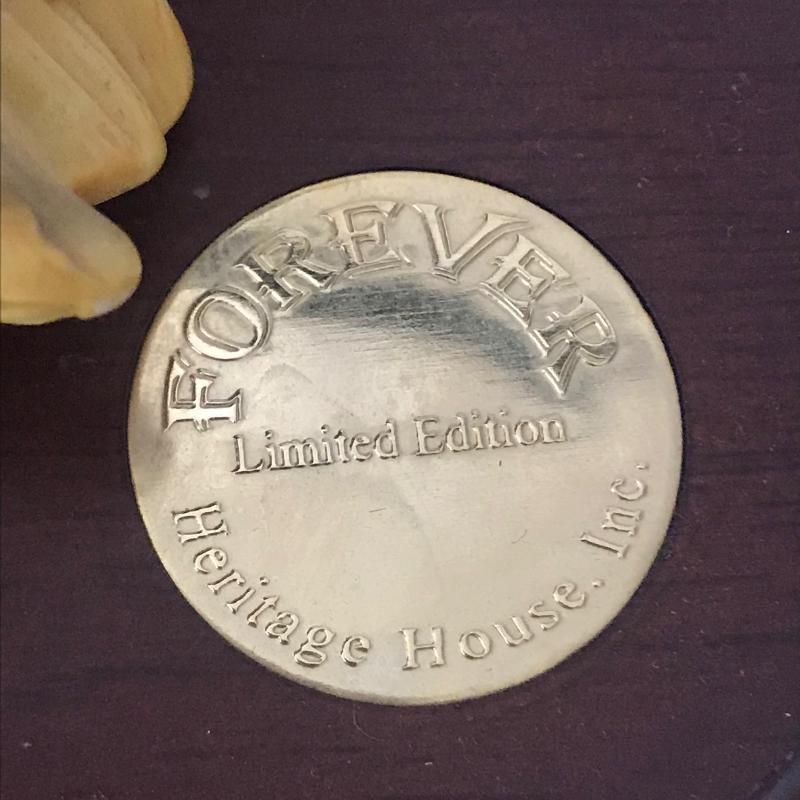 FOREVER
Limited Edition
Heritage House. Inc.